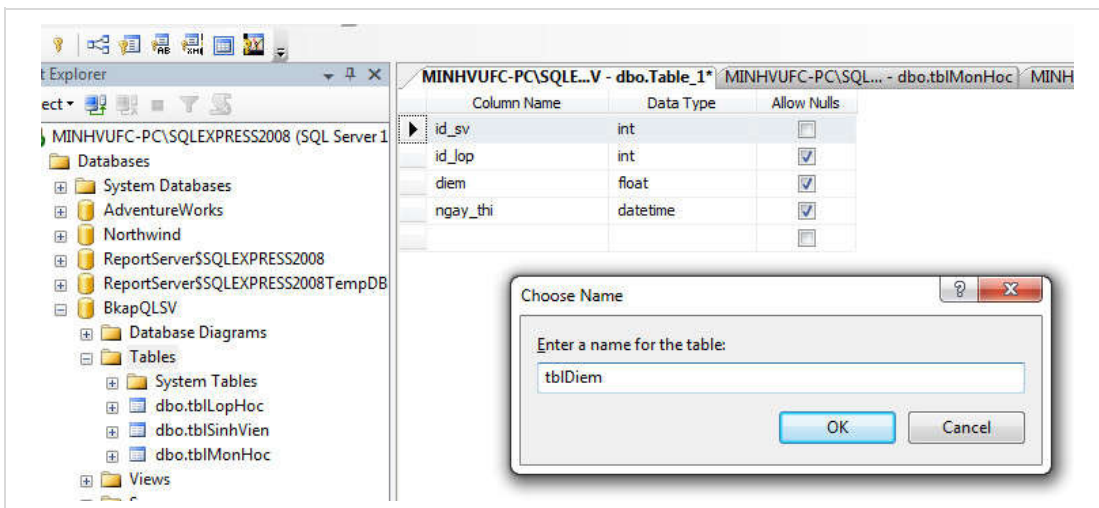 t Explorer
ect
MINHVUFC-PC\SQLEXPRESS2008 (SQL Server 1
Databases
System Databases
AdventureWorks
Northwind
ReportServer$SQLEXPRESS2008
ReportServer$SQLEXPRESS2008TempDB
BkapQLSV
Database Diagrams
Tables
System Tables
dbo.tblLopHoc
dbo.tblSinhVien
dbo.tblMonHoc
Views
MINHVUFC-PC\SQLE...V - dbo.Table_1* MINHVUFC-PC\SQL... - dbo.tblMonHoc MINH
Column Name Data Type Allow Nulls
id_sv int
id_lop int
diem float
ngay_thi datetime
Choose Name
Enter a name for the table:
tblDiem
OK Cancel